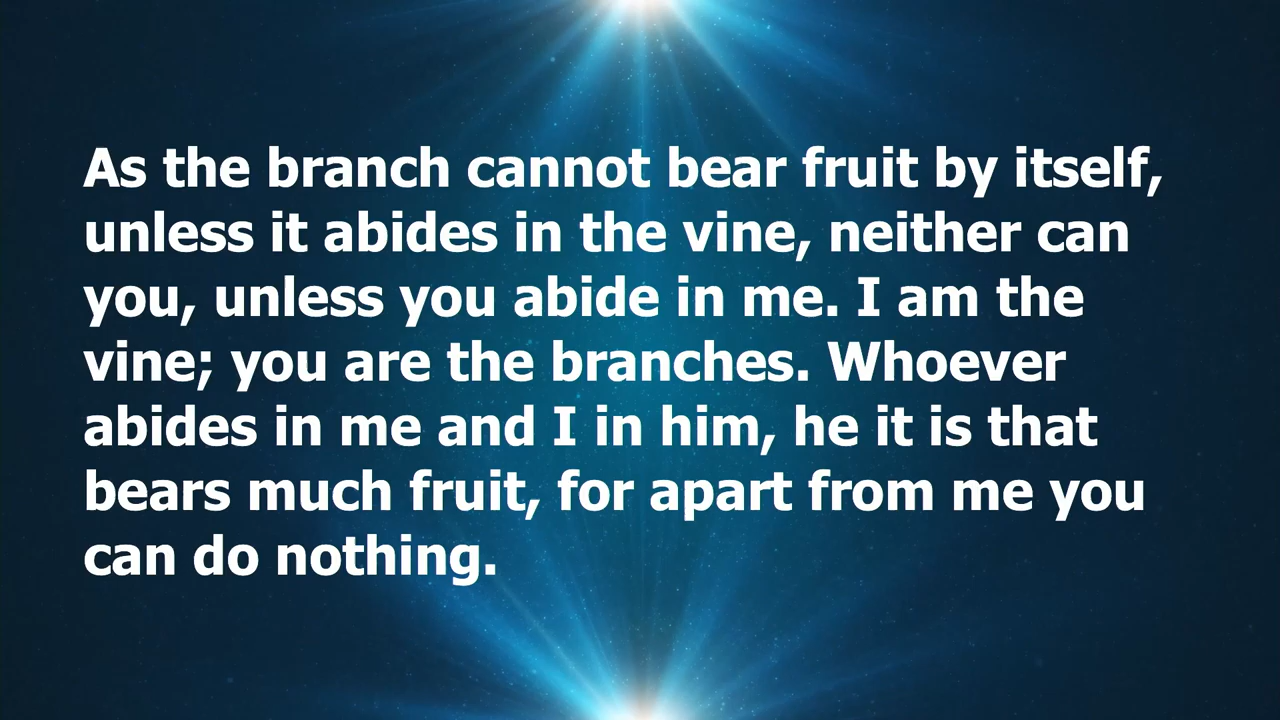 As the branch cannot bear fruit by itself,
unless it abides in the vine, neither can
you, unless you abide in me. I am the
vine; you are the branches. Whoever
abides in me and I in him, he it is that
bears much fruit, for apart from me you
can do nothing.